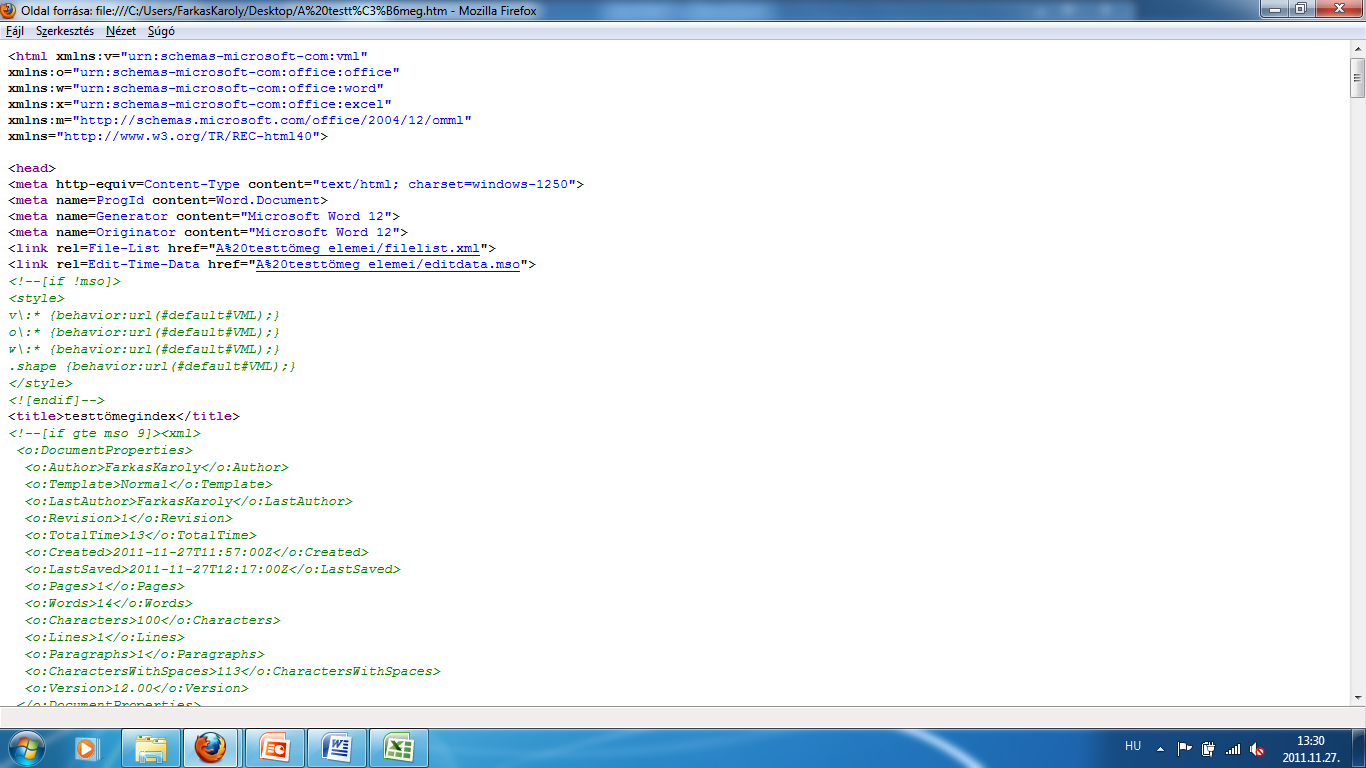 Oldal forrása: file:///C:/Users/FarkasKaroly/Desktop/A%20testt%C3%B6meg.htm - Mozilla Firefox
Fájl Szerkesztés Nézet Súgó
<html xmlns:v="urn:schemas-microsoft-com:vml"
xmlns:o="urn:schemas-microsoft-com:office:office"
xmlns:w="urn:schemas-microsoft-com:office:word"
xmlns:x="urn:schemas-microsoft-com:office:excel"
xmlns:m="http://schemas.microsoft.com/office/2004/12/omml"
xmlns="http://www.w3.org/TR/REC-html40">
<head>
<meta http-equiv=Content-Type content="text/html; charset=windows-1250">
<meta name=ProgId content=Word.Document>
<meta name=Generator content="Microsoft Word 12">
<meta name=Originator content="Microsoft Word 12">
<link rel=File-List href="A%20testtömeg_elemei/filelist.xml">
<link rel=Edit-Time-Data href="A%20testtömeg_elemei/editdata.mso">
<!--[if !mso]>
<style>
v\:* {behavior:url(#default#VML);}
o\:* {behavior:url(#default#VML);}
w\:* {behavior:url(#default#VML);}
.shape {behavior:url(#default#VML);}
</style>
<![endif]-->
<title>testtömegindex</title>
<!--[if gte mso 9]><xml>
<o:DocumentProperties>
<o:Author>FarkasKaroly</o:Author>
<o:Template>Normal</o:Template>
<o:LastAuthor>FarkasKaroly</o:LastAuthor>
<o:Revision>1</o:Revision>
<o:TotalTime>13</o:TotalTime>
<o:Created>2011-11-27T11:57:00Z</o:Created>
<o:LastSaved>2011-11-27T12:17:00Z</o:LastSaved>
<o:Pages>1</o:Pages>
<o:Words>14</o:Words>
<o:Characters>100</o:Characters>
<o:Lines>1</o:Lines>
<o:Paragraphs>1</o:Paragraphs>
<o:CharactersWithSpaces>113</o:CharactersWithSpaces>
<o:Version>12.00</o:Version>
</o:DocumentProperties>
HU
13:30
2011.11.27.